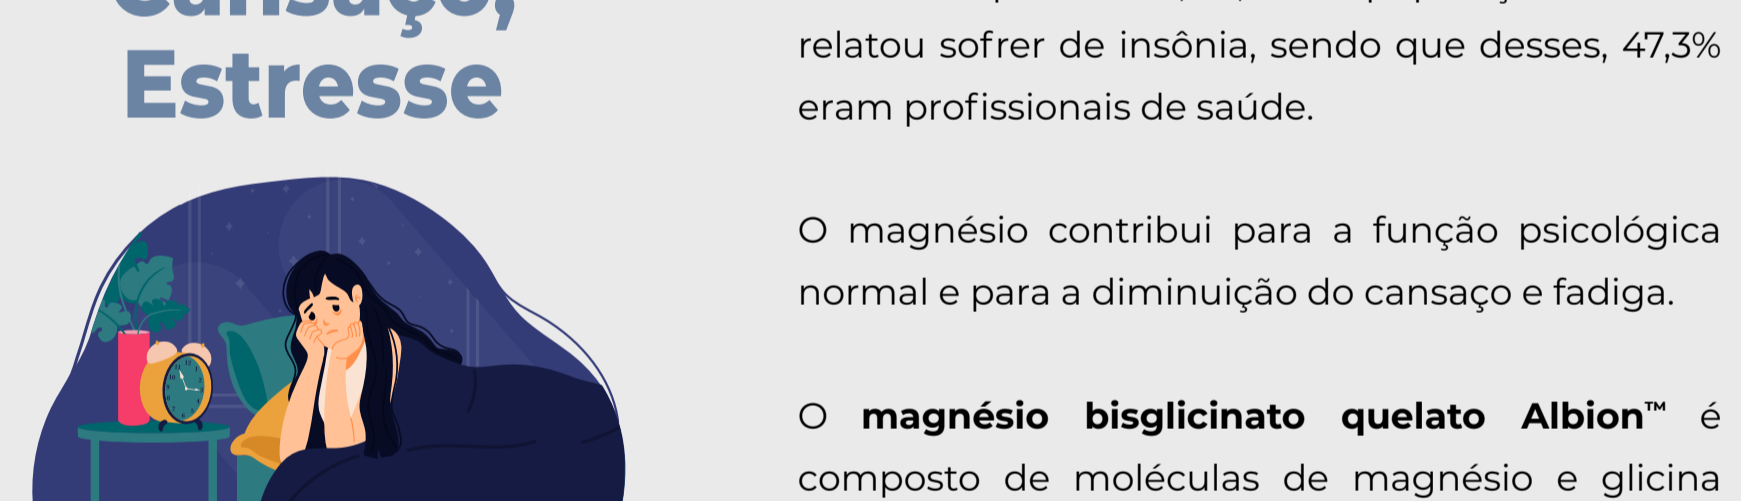 Cansaço,
Estresse
relatou sofrer de insônia, sendo que desses, 47,3%
eram profissionais de saúde.
O magnésio contribui para a função psicológica
normal e para a diminuição do cansaço e fadiga.
O magnésio bisglicinato quelato Albion™ é
composto de moléculas de magnésio e glicina